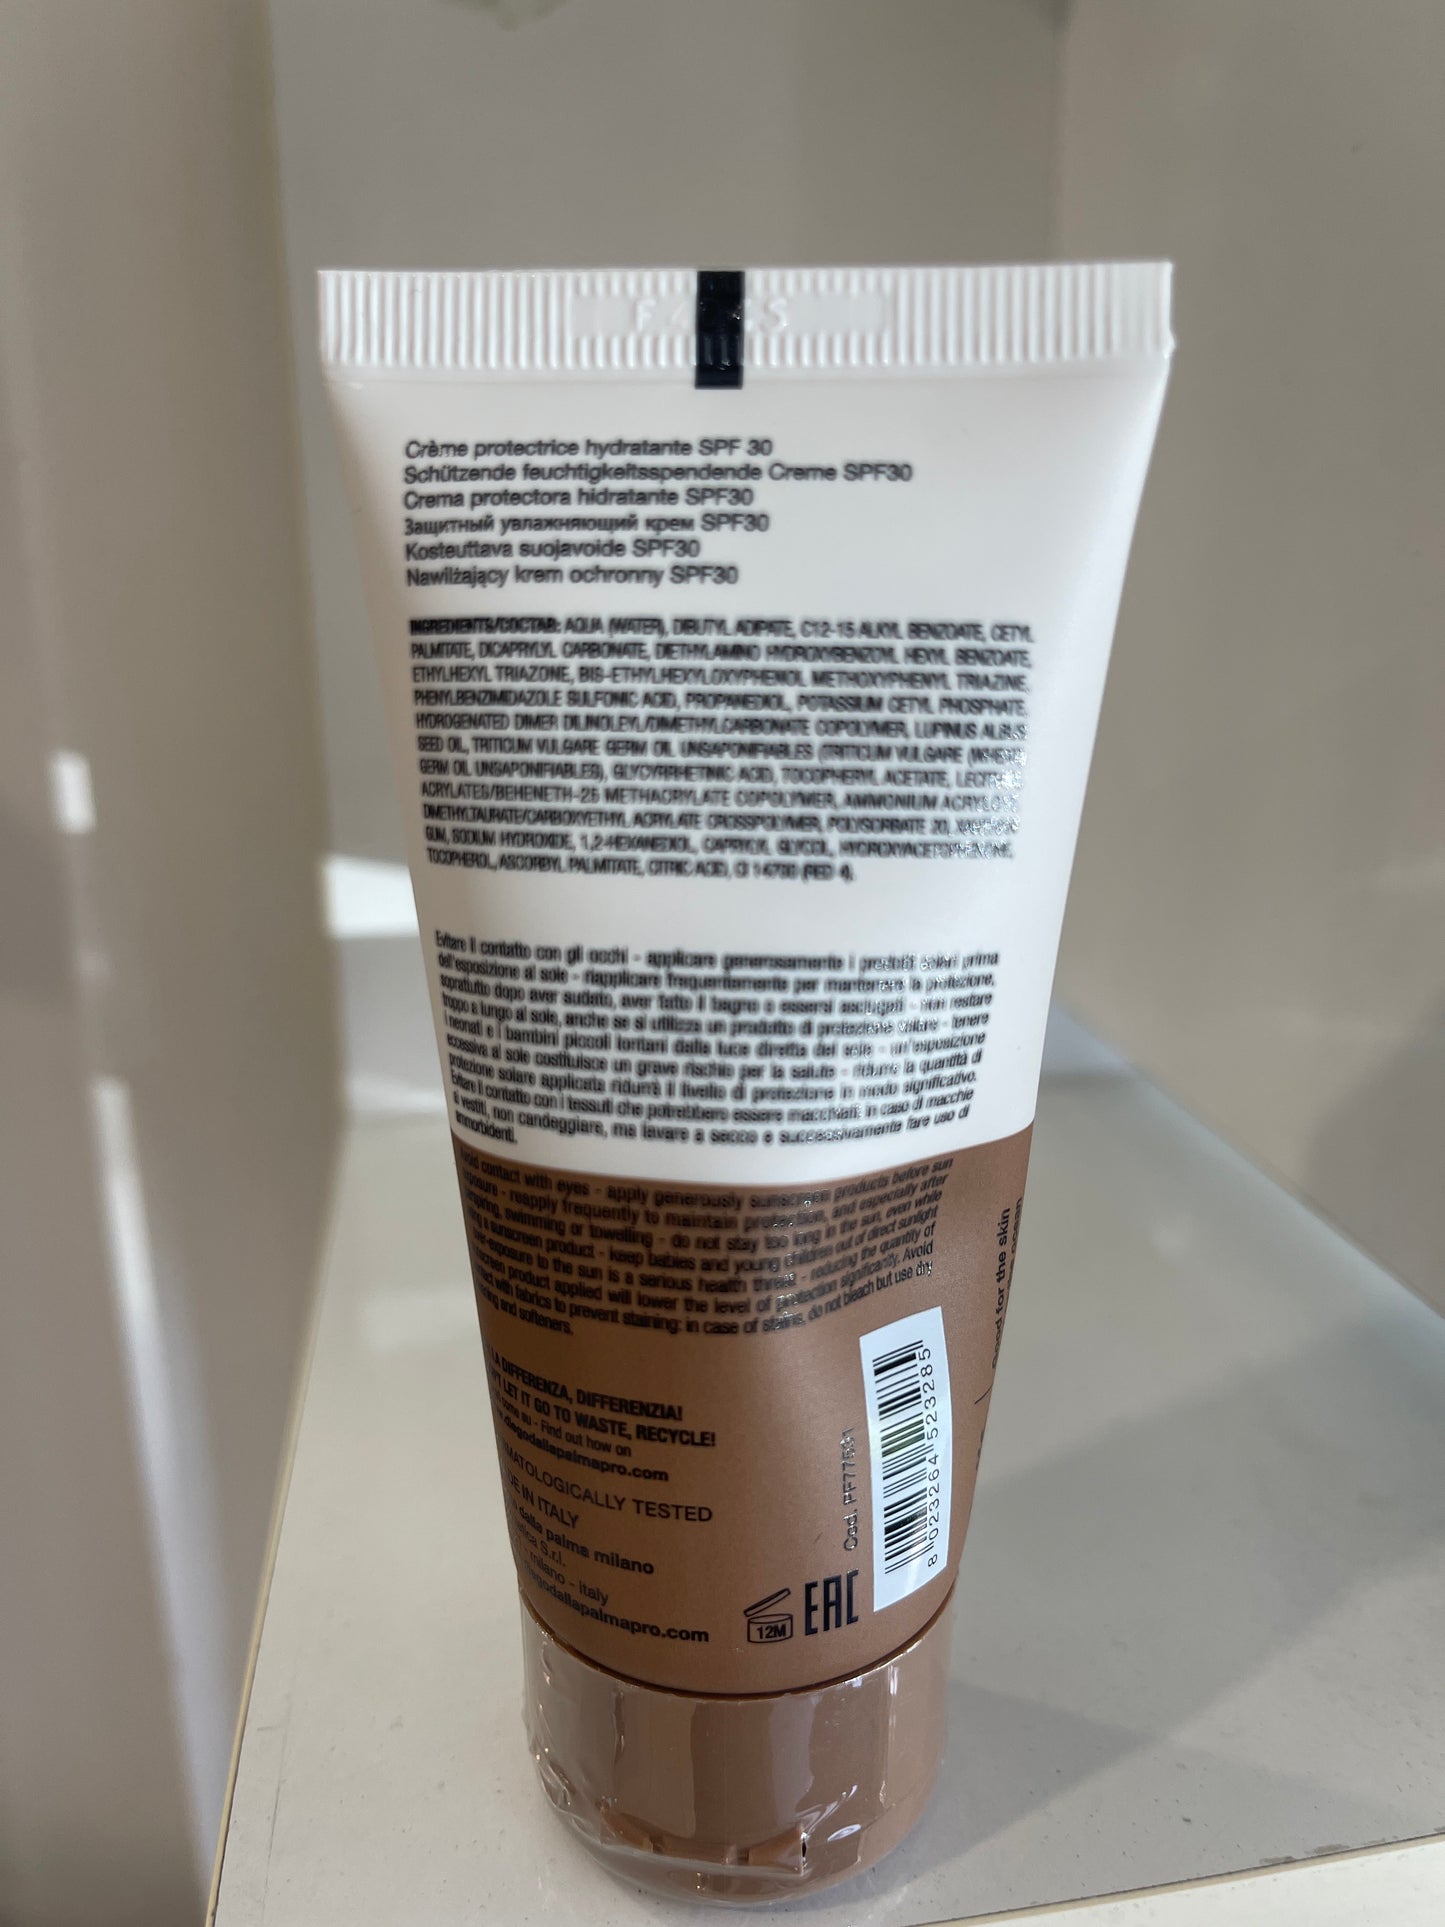 Crème protectrice hydratante SPF 30
Schützende feuchtigkeitsspendende Creme SPF30
Crema protectora hidratante SPF30
Защитный увлажняющий крем SPF30
Kosteuttava suojavoide SPF30
Nawilżający krem ochronny SPF30
INGREDIENTS/COCTAB: AQUA (WATER), DIBUTYL ADIPATE, C12-15 ALKYL BENZOATE, CETYL
PALMITATE, DICAPRYLYL CARBONATE, DIETHYLAMINO HYDROXYBENZOYL HEXYL BENZOATE,
ETHYLHEXYL TRIAZONE, BIS-ETHYLHEXYLOXYPHENOL METHOXYPHENYL TRIAZINE,
PHENYLBENZIMIDAZOLE SULFONIC ACID, PROPANEDIOL, POTASSIUM CETYL PHOSPHATE,
HYDROGENATED DIMER DILINOLEYL/DIMETHYLCARBONATE COPOLYMER, LUPINUS ALBUS
SEED OIL, TRITICUM VULGARE GERM OIL UNSAPONIFIABLES (TRITICUM VULGARE (WHEAT)
GERM OIL UNSAPONIFIABLES), GLYCYRRHETINIC ACID, TOCOPHERYL ACETATE,
ACRYLATES/BEHENETH-25 METHACRYLATE COPOLYMER, AMMONIUM
DIMETHYLTAURATE/CARBOXYETHYL ACRYLATE CROSSPOLYMER, POLYSORBATE 20,
GUM, SODIUM HYDROXIDE, 1,2-HEXANEDIOL, CAPRYLYL GLYCOL, HYDROXYACETOPHENONE,
TOCOPHEROL, ASCORBYL PALMITATE, CITRIC ACID, CI 14700 (RED 4).
Evitare il contatto con gli occhi - applicare generosamente i prodotti solari prima
dell'esposizione al sole - riapplicare frequentemente per mantenere la protezione,
soprattutto dopo aver sudato, aver fatto il bagno o essersi asciugati - non restare
troppo a lungo al sole, anche se si utilizza un prodotto di protezione solare - tenere
i neonati e i bambini piccoli lontani dalla luce diretta del sole - un'esposizione
eccessiva al sole costituisce un grave rischio per la salute - ridurre la quantità di
protezione solare applicata ridurrà il livello di protezione in modo significativo.
Evitare il contatto con i tessuti che potrebbero essere macchiati: in caso di macchie
ai vestiti, non candeggiare, ma lavare a secco e successivamente fare uso di
ammorbidenti.
Avoid contact with eyes - apply generously sunscreen products before sun
exposure - reapply frequently to maintain protection, and especially after
swimming or towelling - do not stay too long in the sun, even while
a sunscreen product - keep babies and young children out of direct sunlight
over-exposure to the sun is a serious health threat - reducing the quantity of
product applied will lower the level of protection significantly. Avoid
with fabrics to prevent staining: in case of stains, do not bleach but use dry
and softeners.
LA DIFFERENZA, DIFFERENZIA!
LET IT GO TO WASTE, RECYCLE!
come su - Find out how on
diegodallapalmapro.com
TESTED
IN ITALY
dalla palma milano
S.r.l.
milano - italy
diegodallapalmapro.com
12M
EAC
8 023264 523285
Good for the skin